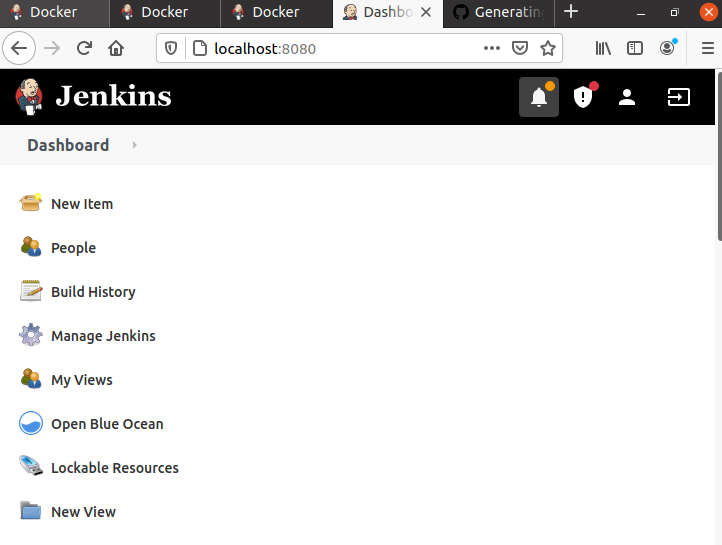 Docker
Docker
Docker
Dashbo
Generatin
localhost:8080
Jenkins
Dashboard
New Item
People
Build History
Manage Jenkins
My Views
Open Blue Ocean
Lockable Resources
New View